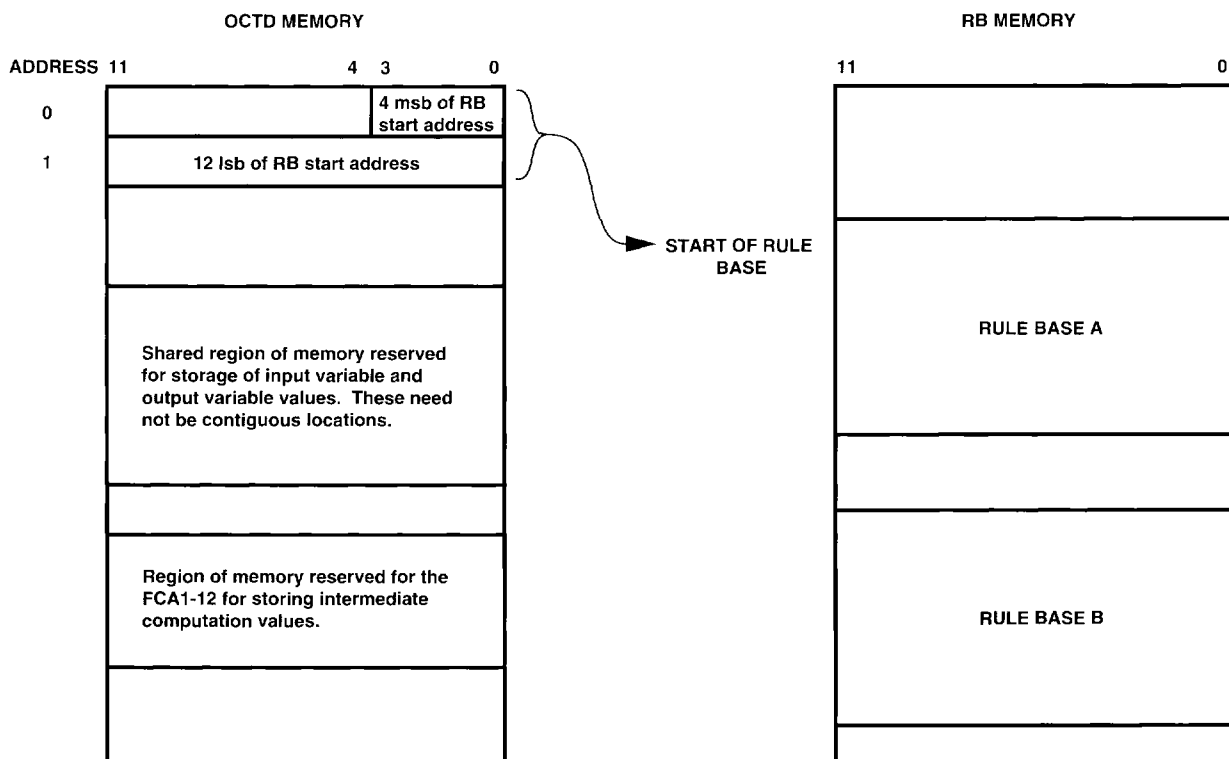 OCTD MEMORY
RB MEMORY
ADDRESS 11 4 3 0
11 0
0
4 msb of RB
start address
1
12 lsb of RB start address
START OF RULE
BASE
Shared region of memory reserved
for storage of input variable and
output variable values. These need
not be contiguous locations.
RULE BASE A
Region of memory reserved for the
FCA1-12 for storing intermediate
computation values.
RULE BASE B